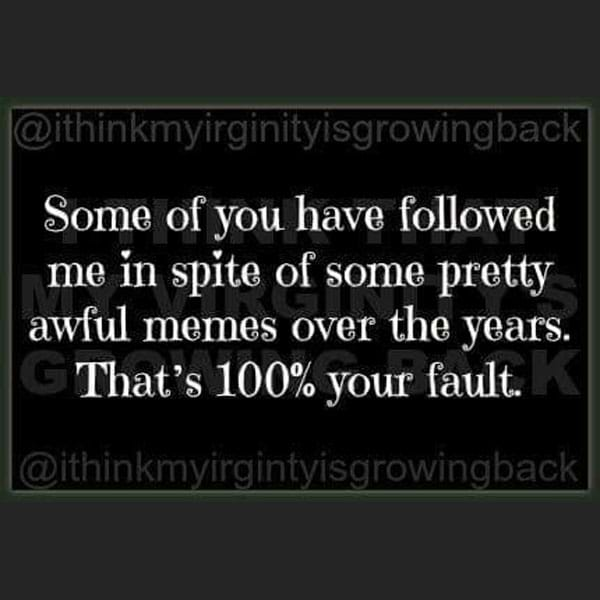 @ithinkmyirginityisgrowingback
Some of you have followed
me in spite of some pretty
awful memes over the years.
That's 100% your fault.
I THINK THAT
MY VIRGINITY'S
GROWING BACK
@ithinkmyirgintyisgrowingback